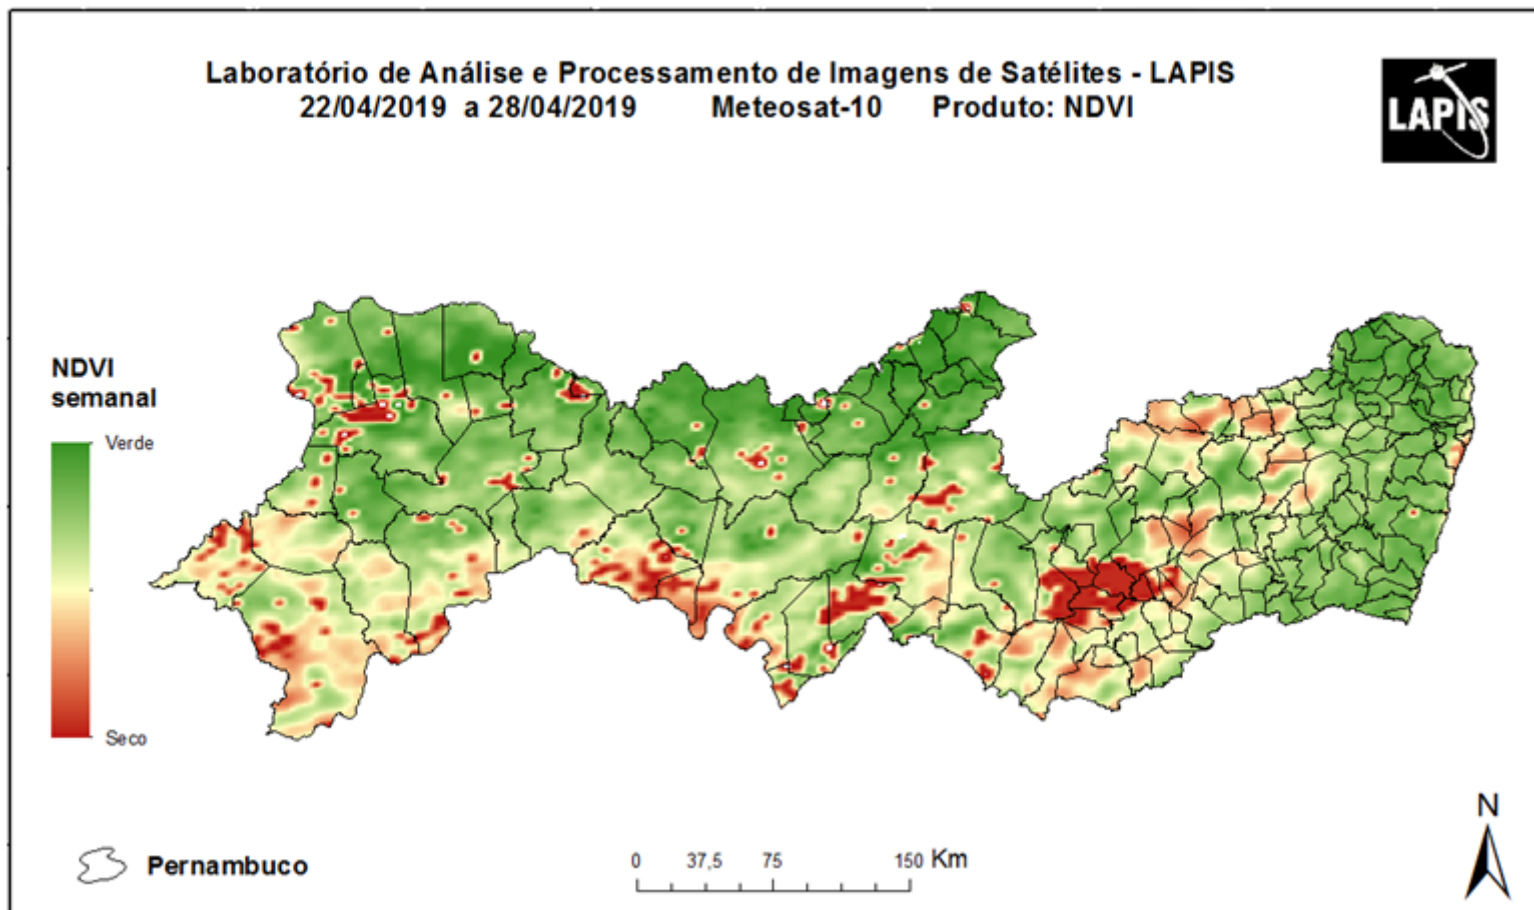 Laboratório de Análise e Processamento de Imagens de Satélites - LAPIS
22/04/2019 a 28/04/2019 Meteosat-10 Produto: NDVI
LAPIS
NDVI
semanal
Verde
Seco
Pernambuco
0 37,5 75 150 Km
N